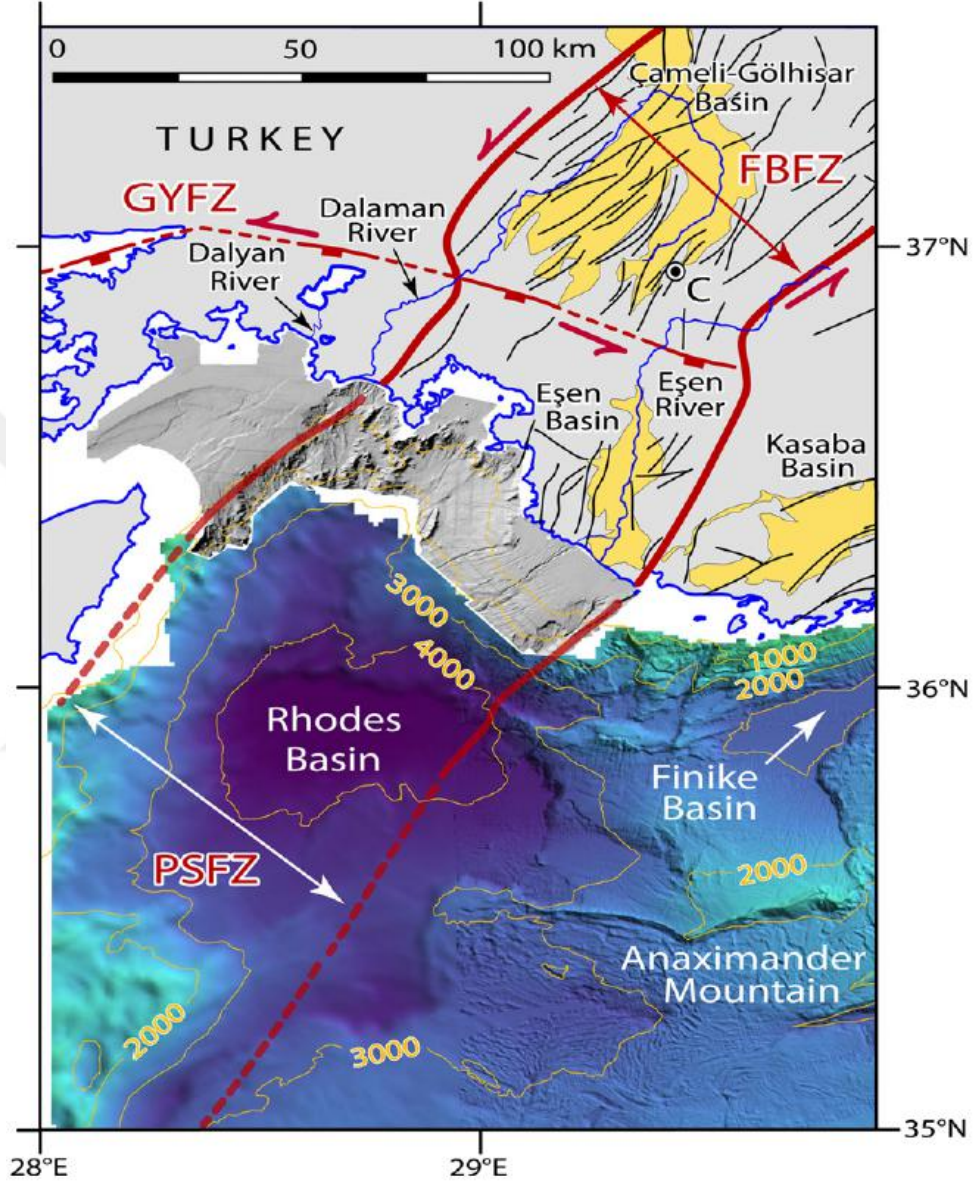 0 50 100 km
Çameli-Gölhisar
Basin
TURKEY
FBFZ
GYFZ
Dalaman
River
Dalyan
River
37°N
C
Eşen
Basin
Eşen
River
Kasaba
Basin
3000
4000
1000
2000
36°N
Rhodes
Basin
Finike
Basin
PSFZ
2000
Anaximander
Mountain
2000
3000
35°N
28°E
29°E